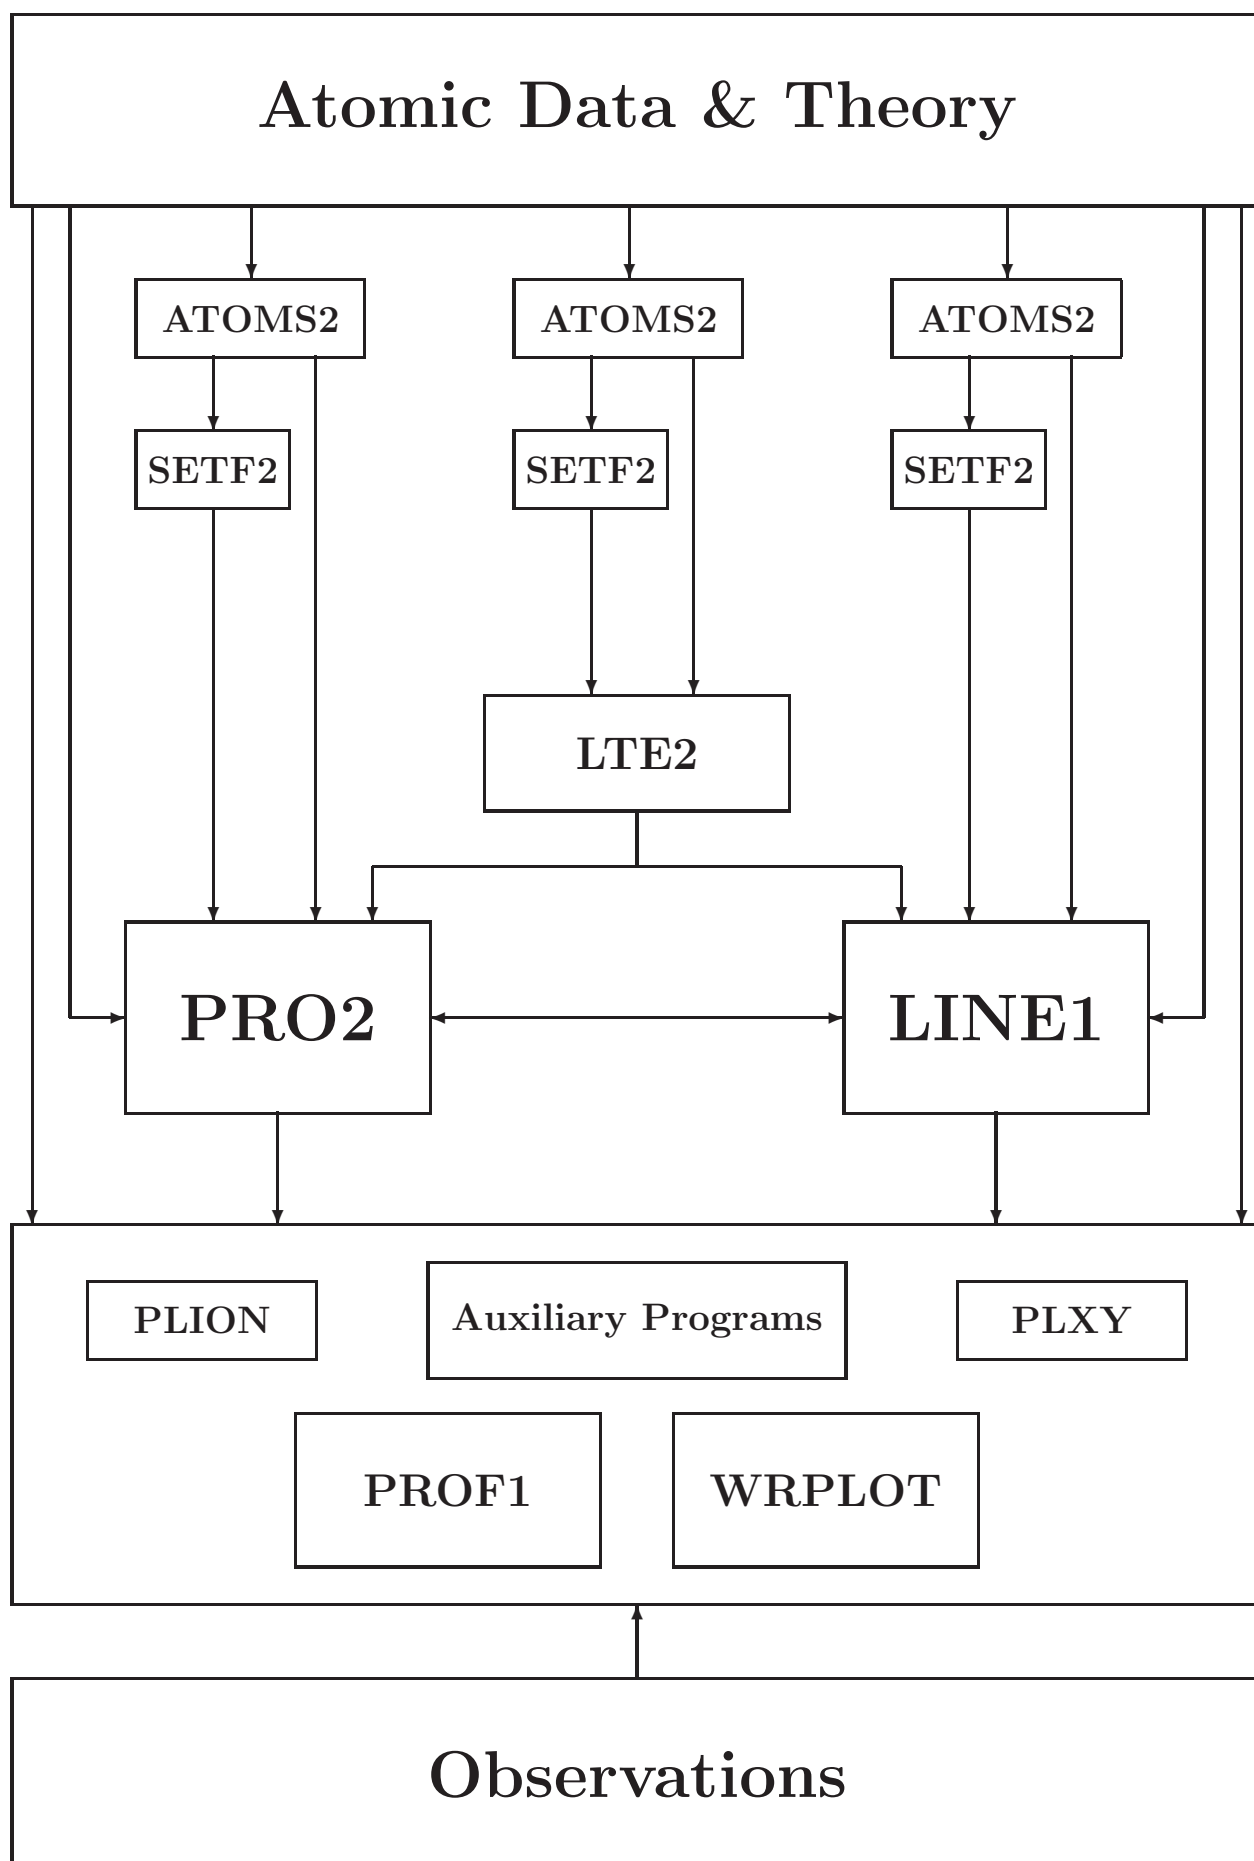 Atomic Data & Theory
ATOMS2
ATOMS2
ATOMS2
SETF2
SETF2
SETF2
LTE2
PRO2
LINE1
PLION
Auxiliary Programs
PLXY
PROF1
WRPLOT
Observations